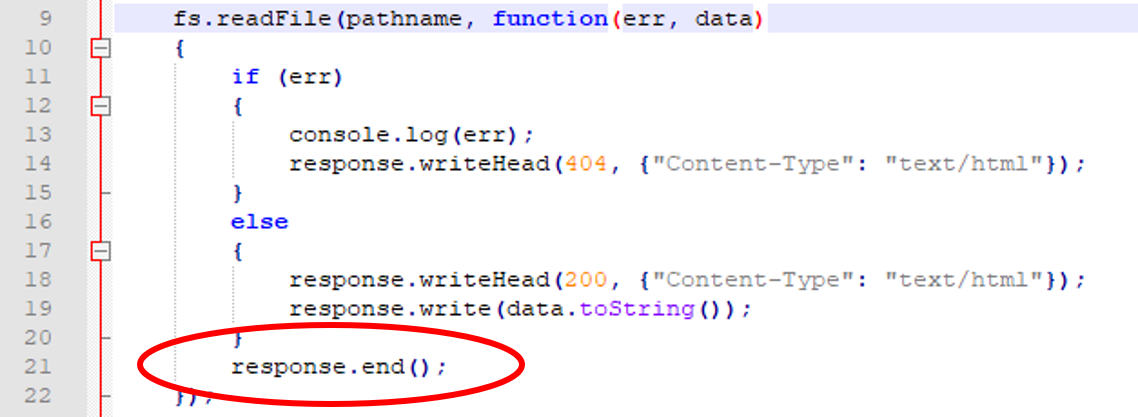 9 fs.readFile(pathname, function(err, data)
10 {
11 if (err)
12 {
13 console.log(err);
14 response.writeHead(404, {"Content-Type": "text/html"});
15 }
16 else
17 {
18 response.writeHead(200, {"Content-Type": "text/html"});
19 response.write(data.toString());
20 }
21 response.end();
22 });